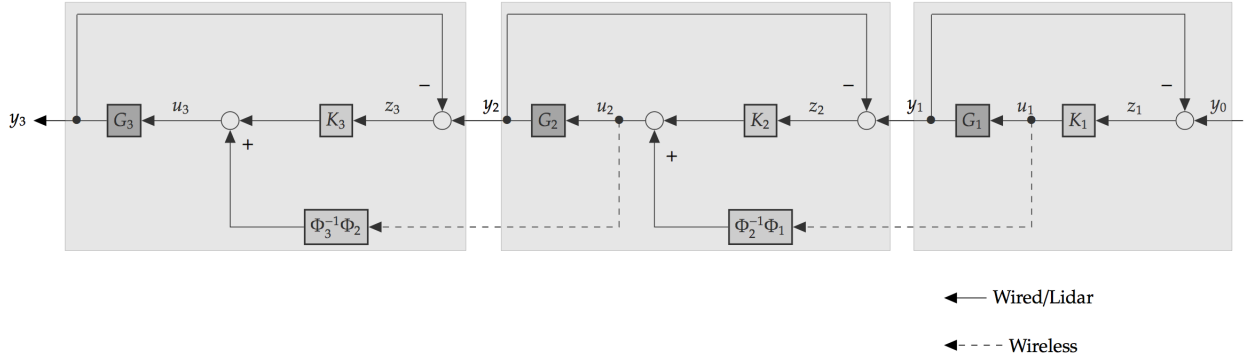 y₃ G₃ u₃ K₃ z₃ − y₂ G₂ u₂ K₂ z₂ − y₁ G₁ u₁ K₁ z₁ − y₀
+ +
Φ₃⁻¹Φ₂ Φ₂⁻¹Φ₁
Wired/Lidar
Wireless